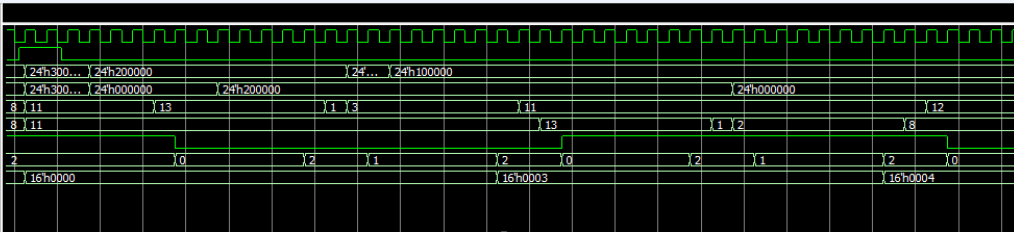 24'h300... 24'h200000 24'... 24'h100000
24'h300... 24'h000000 24'h200000 24'h000000
8 11 13 1 3 11 12
8 11 13 1 2 8
2 0 2 1 2 0 2 1 2 0
16'h0000 16'h0003 16'h0004